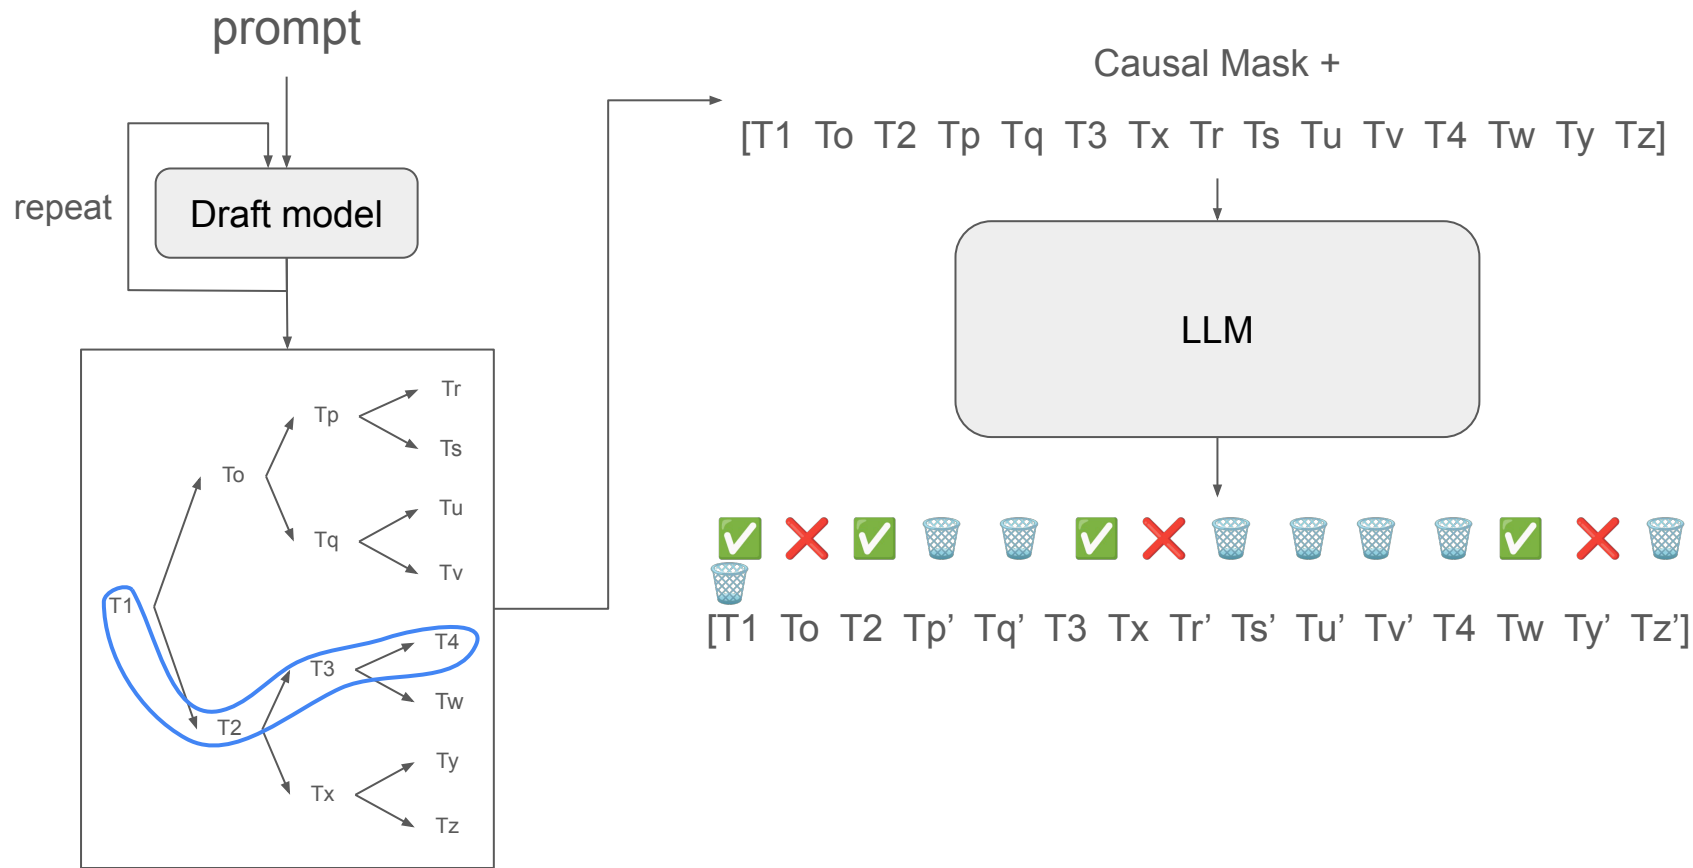 prompt
repeat
Draft model
Tr
Tp
Ts
To
Tu
Tq
Tv
T1
T4
T3
Tw
T2
Ty
Tx
Tz
Causal Mask +
[T1 To T2 Tp Tq T3 Tx Tr Ts Tu Tv T4 Tw Ty Tz]
LLM
✅ ❌ ✅ 🗑️ 🗑️ ✅ ❌ 🗑️ 🗑️ 🗑️ 🗑️ ✅ ❌ 🗑️
🗑️
[T1 To T2 Tp’ Tq’ T3 Tx Tr’ Ts’ Tu’ Tv’ T4 Tw Ty’ Tz’]